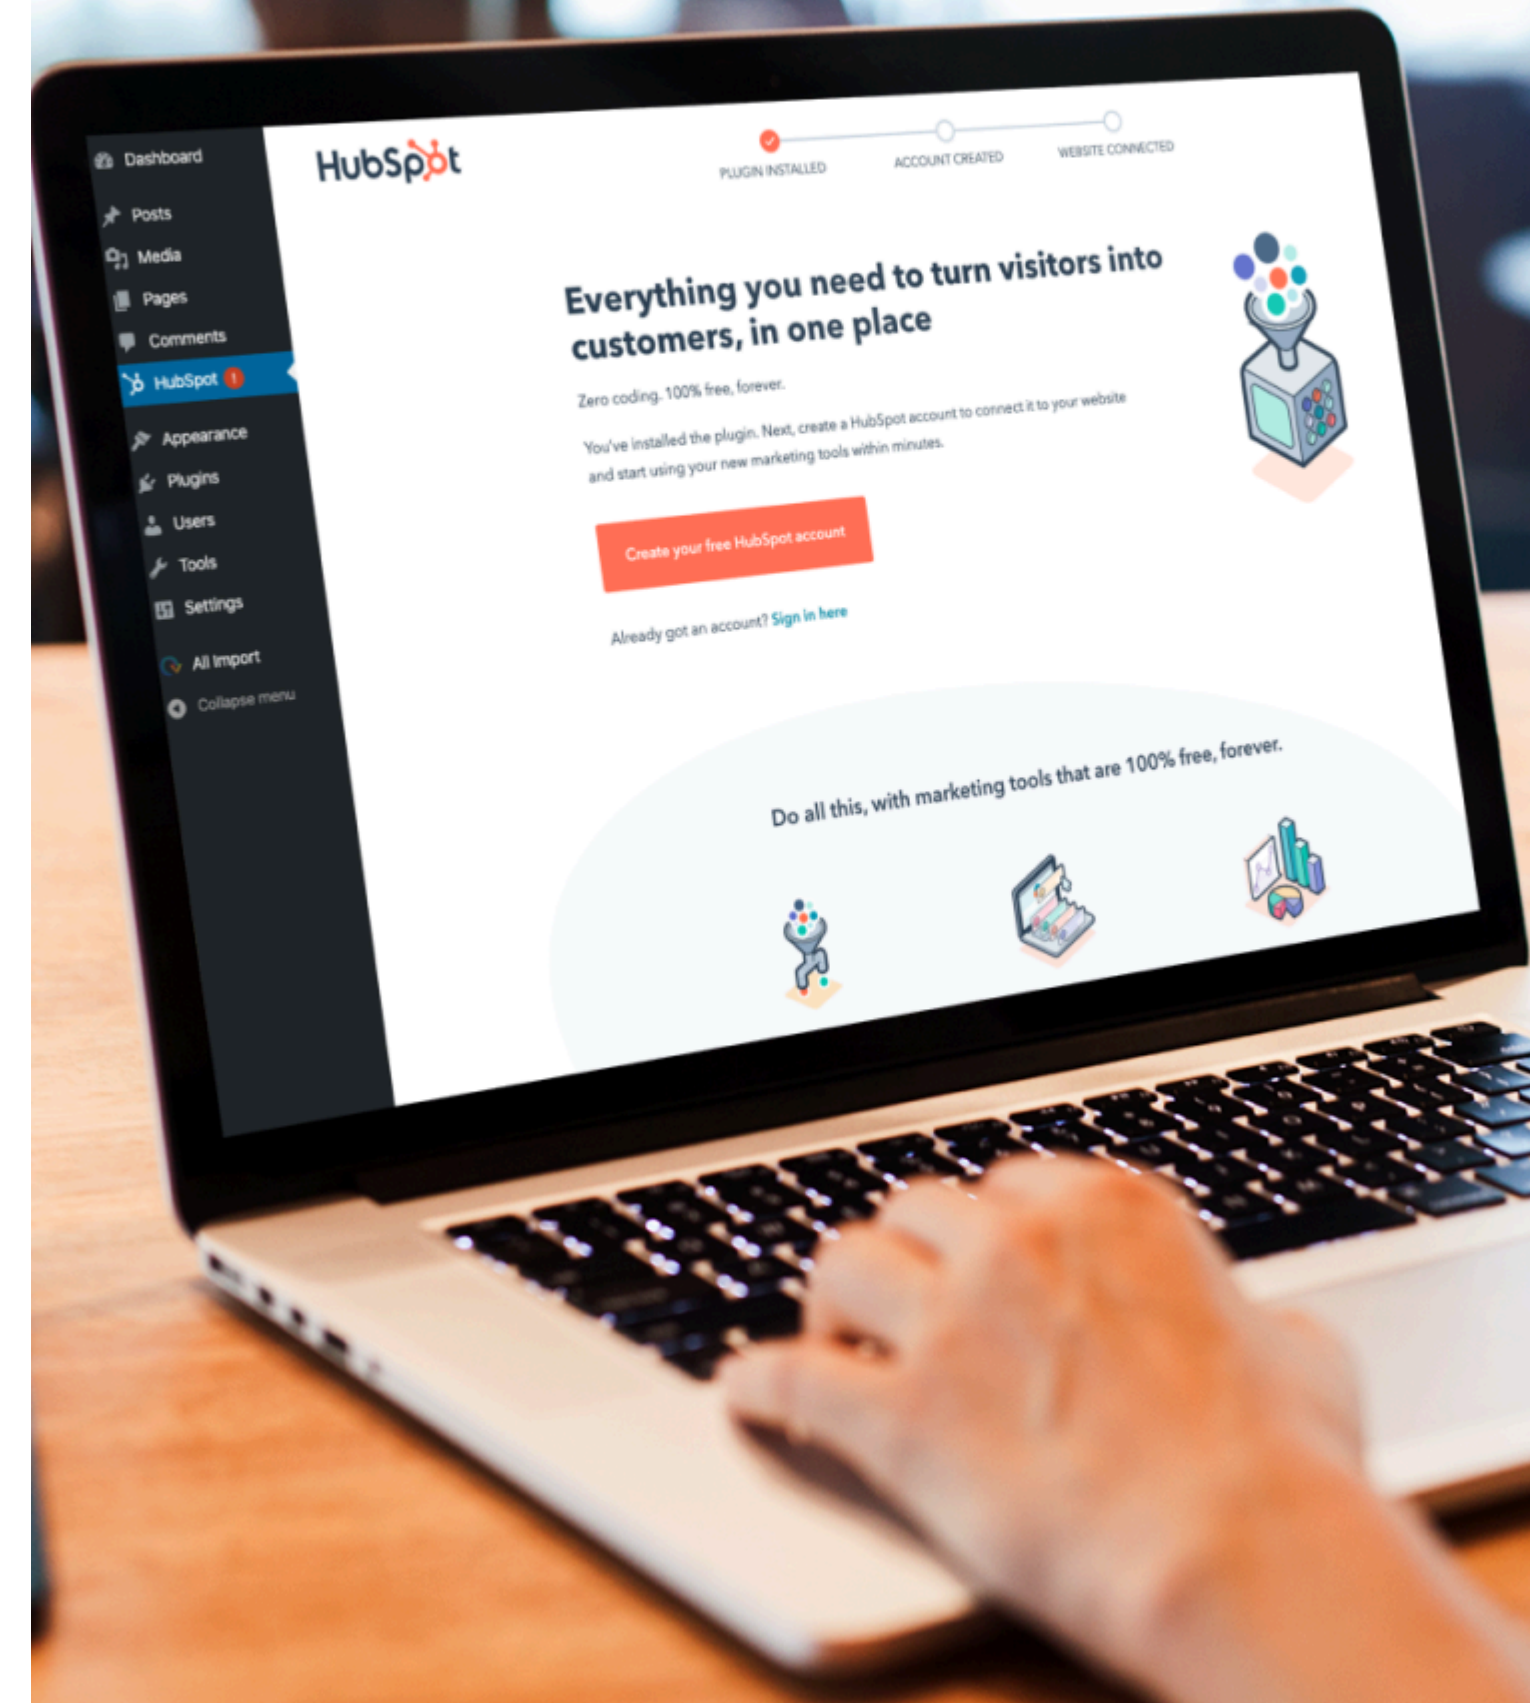 Dashboard
Posts
Media
Pages
Comments
HubSpot !
Appearance
Plugins
Users
Tools
Settings
All Import
Collapse menu
HubSpot
PLUGIN INSTALLED
ACCOUNT CREATED
WEBSITE CONNECTED
Everything you need to turn visitors into
customers, in one place
Zero coding. 100% free, forever.
You've installed the plugin. Next, create a HubSpot account to connect it to your website
and start using your new marketing tools within minutes.
Create your free HubSpot account
Already got an account? Sign in here
Do all this, with marketing tools that are 100% free, forever.